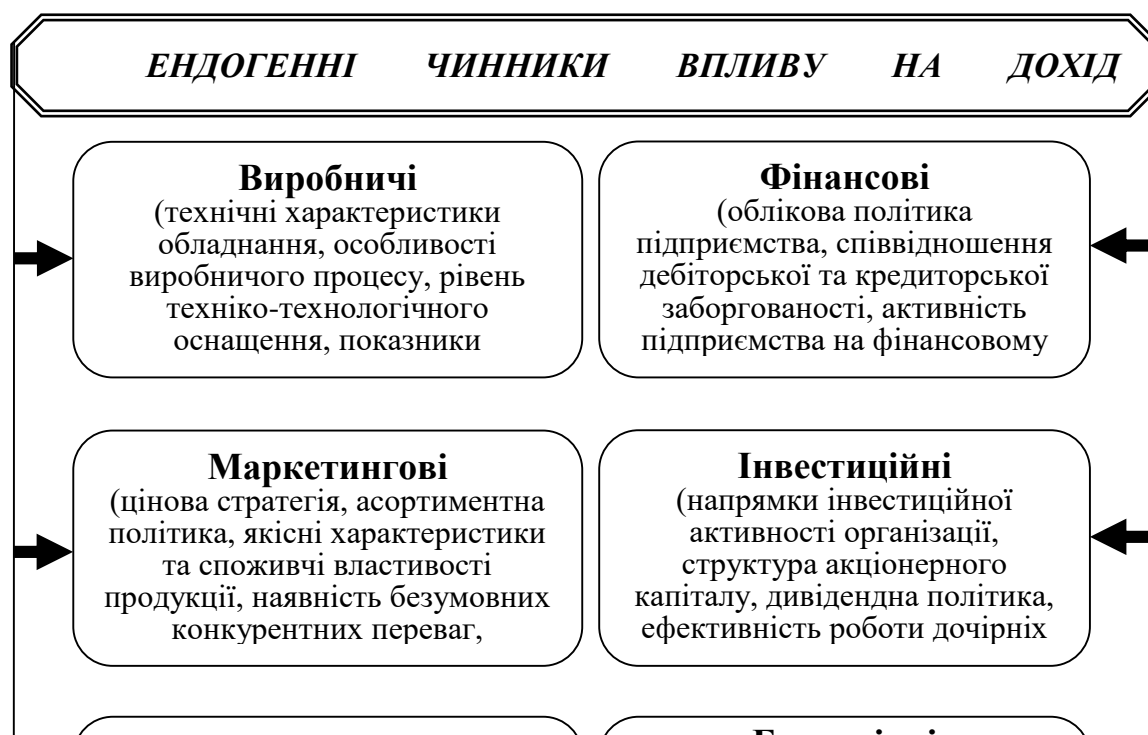 ЕНДОГЕННІ ЧИННИКИ ВПЛИВУ НА ДОХІД
Виробничі
(технічні характеристики
обладнання, особливості
виробничого процесу, рівень
техніко-технологічного
оснащення, показники
Фінансові
(облікова політика
підприємства, співвідношення
дебіторської та кредиторської
заборгованості, активність
підприємства на фінансовому
Маркетингові
(цінова стратегія, асортиментна
політика, якісні характеристики
та споживчі властивості
продукції, наявність безумовних
конкурентних переваг,
Інвестиційні
(напрямки інвестиційної
активності організації,
структура акціонерного
капіталу, дивідендна політика,
ефективність роботи дочірніх